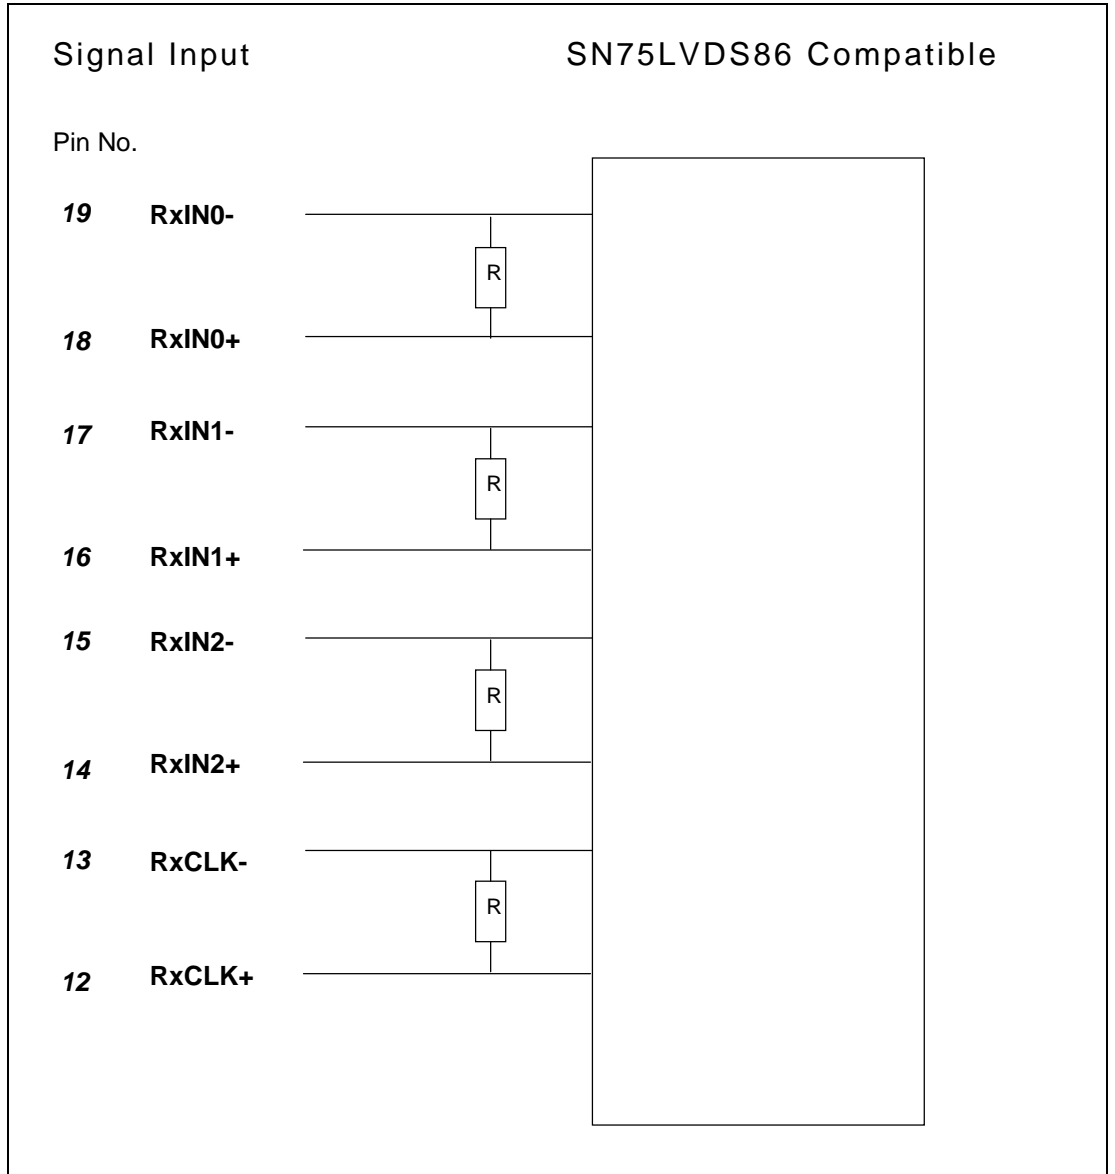 Signal Input SN75LVDS86 Compatible
Pin No.
19 RxIN0-
R
18 RxIN0+
17 RxIN1-
R
16 RxIN1+
15 RxIN2-
R
14 RxIN2+
13 RxCLK-
R
12 RxCLK+